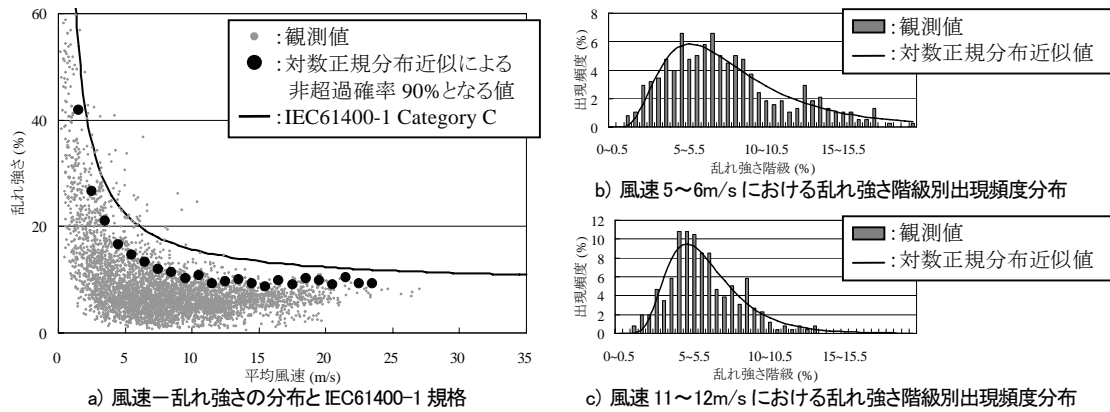 60
40
20
0
乱れ強さ (%)
●:観測値
●:対数正規分布近似による
非超過確率 90%となる値
:IEC61400-1 Category C
0 5 10 15 20 25 30 35
平均風速 (m/s)
a) 風速－乱れ強さの分布と IEC61400-1 規格
8
6
4
2
0
出現頻度 (%)
:観測値
:対数正規分布近似値
0~0.5 5~5.5 10~10.5 15~15.5
乱れ強さ階級 (%)
b) 風速 5～6m/s における乱れ強さ階級別出現頻度分布
12
10
8
6
4
2
0
出現頻度 (%)
:観測値
:対数正規分布近似値
0~0.5 5~5.5 10~10.5 15~15.5
乱れ強さ階級 (%)
c) 風速 11～12m/s における乱れ強さ階級別出現頻度分布